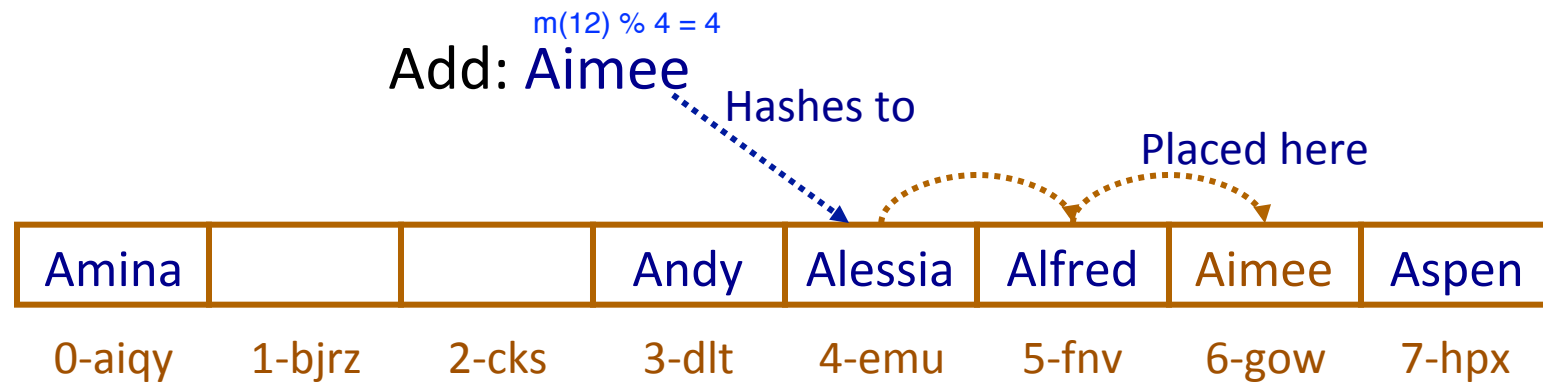 m(12) % 4 = 4
Add: Aimee
Hashes to
Placed here
Amina Andy Alessia Alfred Aimee Aspen
0-aiqy 1-bjrz 2-cks 3-dlt 4-emu 5-fnv 6-gow 7-hpx